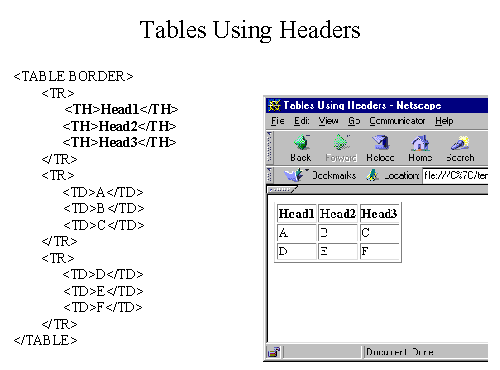 Tables Using Headers
<TABLE BORDER>
<TR>
<TH>Head1</TH>
<TH>Head2</TH>
<TH>Head3</TH>
</TR>
<TR>
<TD>A</TD>
<TD>B</TD>
<TD>C</TD>
</TR>
<TR>
<TD>D</TD>
<TD>E</TD>
<TD>F</TD>
</TR>
</TABLE>
Tables Using Headers - Netscape
File Edit View Go Communicator Help
Back Forward Reload Home Search
Bookmarks Location: file:///C%7C/ter
Head1 Head2 Head3
A B C
D E F
Document: Done